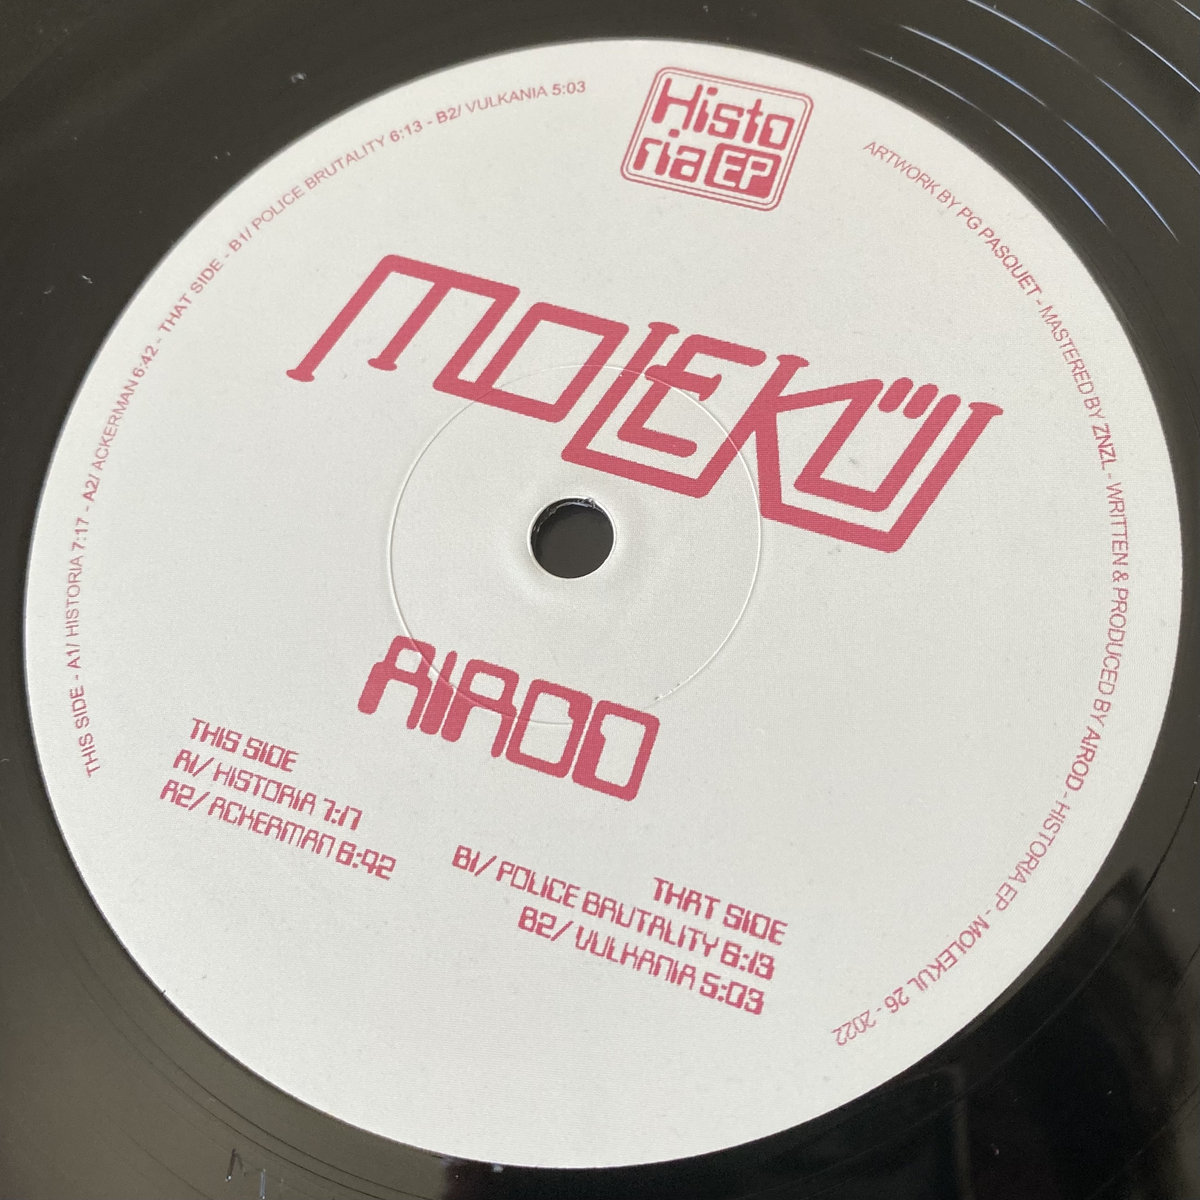 Histo
ria EP
THIS SIDE - A1/ HISTORIA 7:17 - A2/ ACKERMAN 6:42 - THAT SIDE - B1/ POLICE BRUTALITY 6:13 - B2/ VULKANIA 5:03
ARTWORK BY PG PASQUET - MASTERED BY ZNZL - WRITTEN & PRODUCED BY AIROD - HISTORIA EP - MOLEKUL 26 - 2022
MOLEKÜL
AIROD
THIS SIDE
A1/ HISTORIA 7:17
A2/ ACKERMAN 6:42
THAT SIDE
B1/ POLICE BRUTALITY 6:13
B2/ VULKANIA 5:03